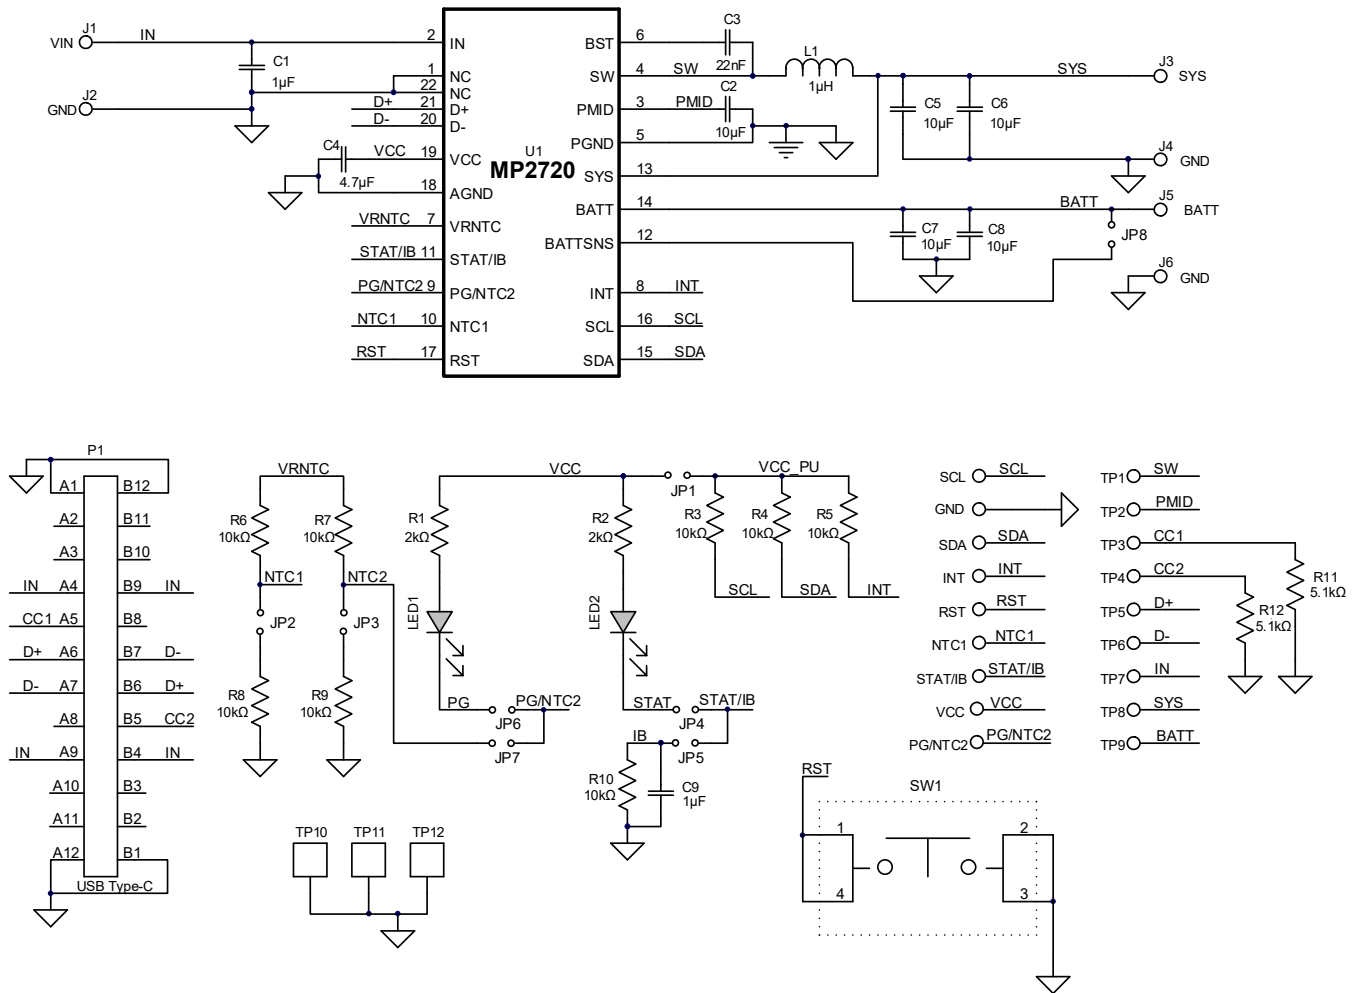 J1 C3 J3
VIN IN 2 IN BST 6 22nF L1 1µH
C1 1µF 1 NC SW 4 SW SYS SYS
J2 22 NC C2
GND D+ 21 D+ PMID 3 PMID 10µF C5 10µF C6 10µF
D- 20 D- PGND 5
C4 4.7µF VCC 19 VCC U1 J4 GND
MP2720
18 AGND SYS 13
BATT 14 BATT J5 BATT
VRNTC 7 VRNTC C7 10µF C8 10µF JP8
STAT/IB 11 STAT/IB BATTSNS 12
J6 GND
PG/NTC2 9 PG/NTC2 INT 8 INT
NTC1 10 NTC1 SCL 16 SCL
RST 17 RST SDA 15 SDA
P1
A1 B12
A2 B11
A3 B10
IN A4 B9 IN
CC1 A5 B8
D+ A6 B7 D-
D- A7 B6 D+
A8 B5 CC2
IN A9 B4 IN
A10 B3
A11 B2
A12 B1
USB Type-C
VRNTC
R6 10kΩ R7 10kΩ
NTC1 NTC2
JP2 JP3
R8 10kΩ R9 10kΩ
VCC JP1 VCC_PU
R1 2kΩ R2 2kΩ R3 10kΩ R4 10kΩ R5 10kΩ
SCL SDA INT
LED1 LED2
PG JP6 PG/NTC2
JP7
STAT JP4 STAT/IB
IB JP5
R10 10kΩ C9 1µF
TP10 TP11 TP12
SCL SCL
GND
SDA SDA
INT INT
RST RST
NTC1 NTC1
STAT/IB STAT/IB
VCC VCC
PG/NTC2 PG/NTC2
TP1 SW
TP2 PMID
TP3 CC1
TP4 CC2
TP5 D+
TP6 D-
TP7 IN
TP8 SYS
TP9 BATT
R11 5.1kΩ
R12 5.1kΩ
RST SW1
1 2
4 3